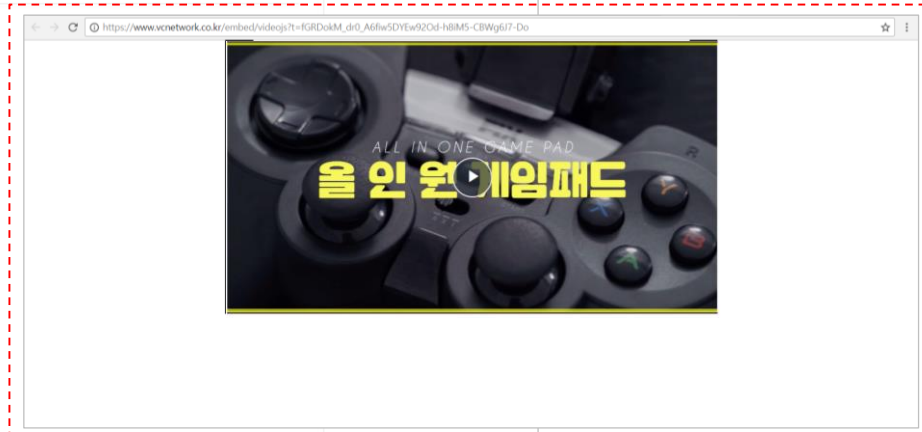 https://www.vcnetwork.co.kr/embed/videojs?t=fGRDokM_dr0_A6fiw5DYEw92Od-h8iM5-CBWg6J7-Do
ALL IN ONE GAME PAD
올 인 원 게임패드
R
Y
X
B
A